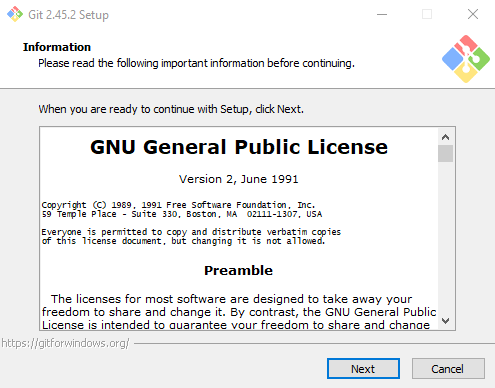 Git 2.45.2 Setup
Information
Please read the following important information before continuing.
When you are ready to continue with Setup, click Next.
GNU General Public License
Version 2, June 1991
Copyright (C) 1989, 1991 Free Software Foundation, Inc.
59 Temple Place - Suite 330, Boston, MA  02111-1307, USA
Everyone is permitted to copy and distribute verbatim copies
of this license document, but changing it is not allowed.
Preamble
The licenses for most software are designed to take away your
freedom to share and change it. By contrast, the GNU General Public
License is intended to guarantee your freedom to share and change
https://gitforwindows.org/
Next
Cancel